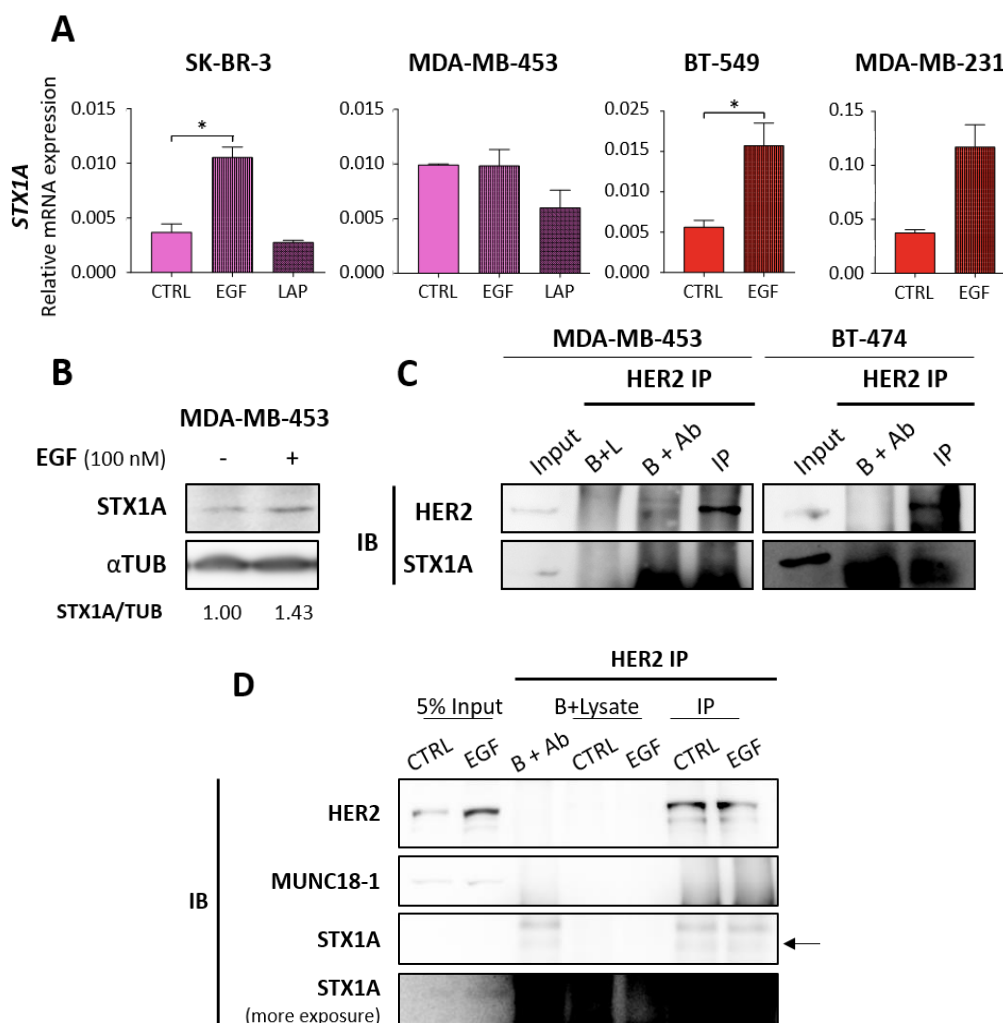 A
SK-BR-3
MDA-MB-453
BT-549
MDA-MB-231
STX1A
Relative mRNA expression
0.015
0.010
0.005
0.000
*
CTRL EGF LAP
0.015
0.010
0.005
0.000
CTRL EGF LAP
0.025
0.015
0.010
0.005
0.000
*
CTRL EGF
0.15
0.10
0.05
0.00
CTRL EGF
B
MDA-MB-453
EGF (100 nM) - +
STX1A
αTUB
STX1A/TUB 1.00 1.43
C
MDA-MB-453 BT-474
HER2 IP HER2 IP
Input B+L B + Ab IP Input B + Ab IP
IB
HER2
STX1A
D
HER2 IP
5% Input B+Lysate IP
CTRL EGF B + Ab CTRL EGF CTRL EGF
IB
HER2
MUNC18-1
STX1A
STX1A
(more exposure)